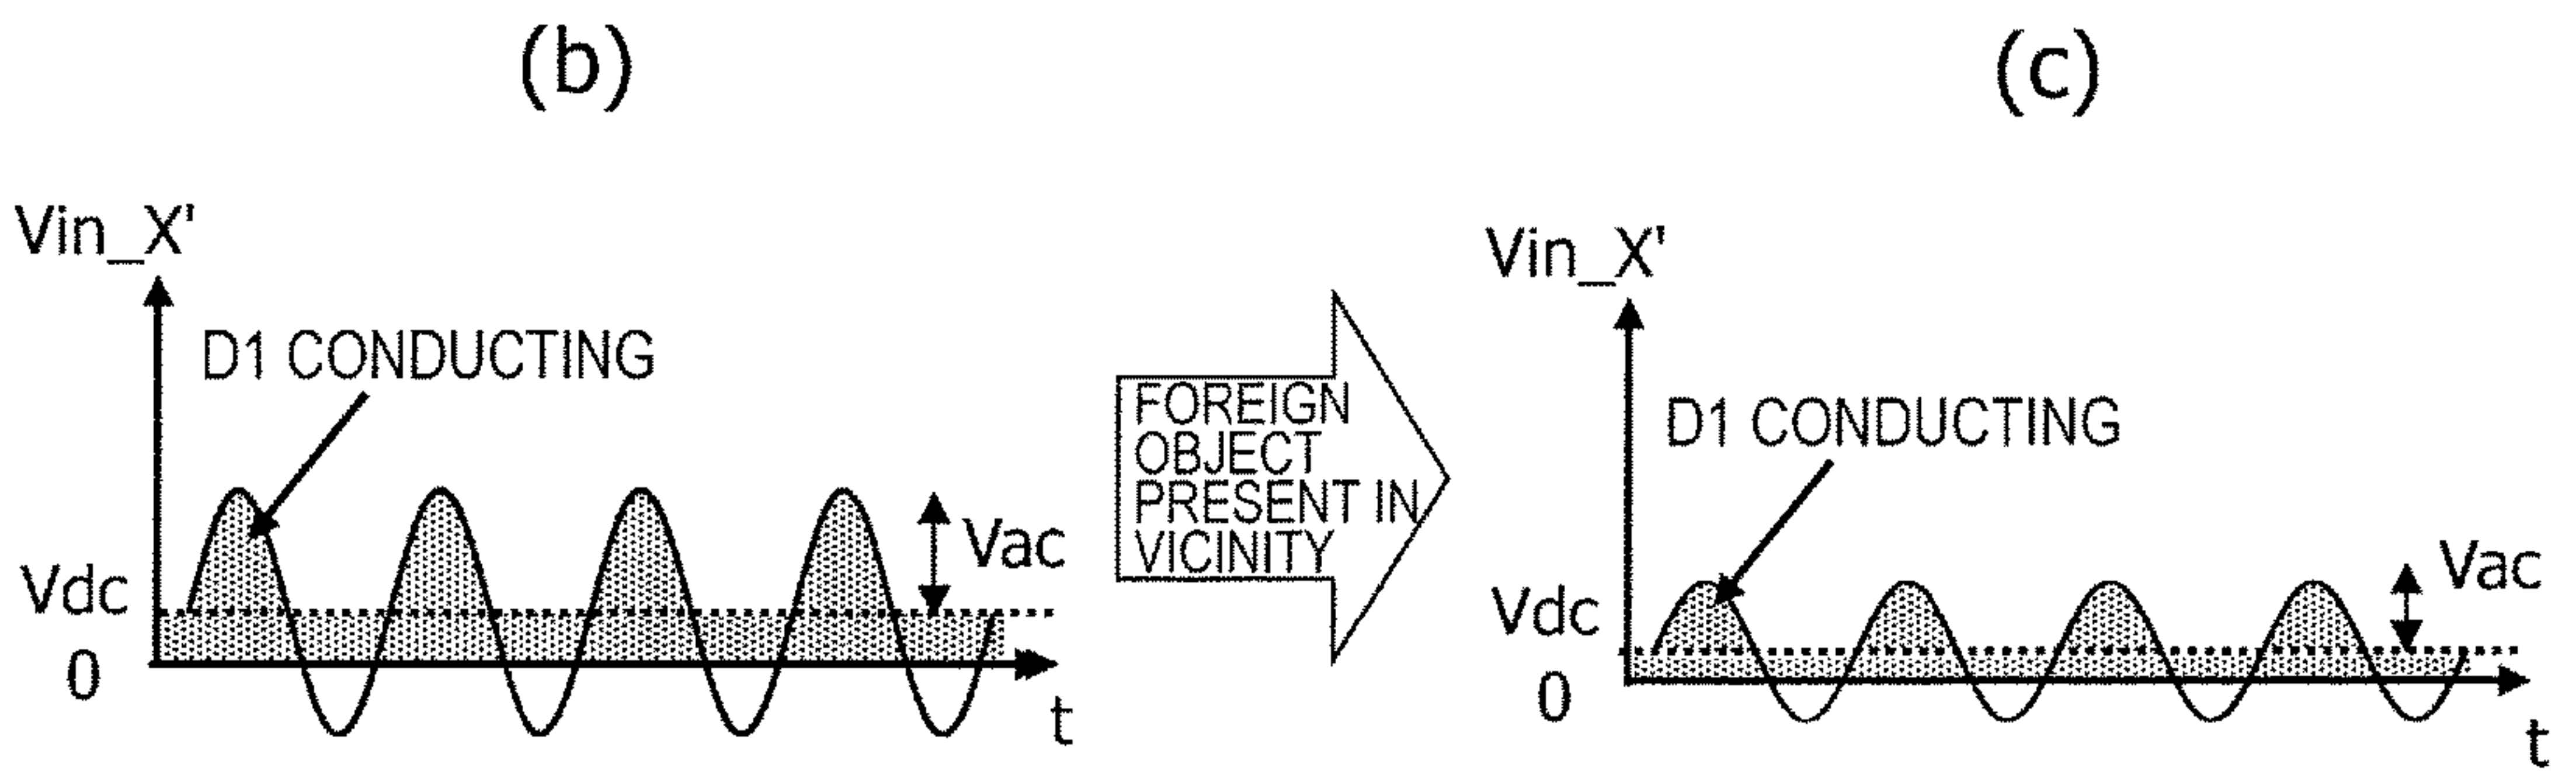 (b)
Vin_X'
D1 CONDUCTING
Vac
Vdc
0
t
FOREIGN
OBJECT
PRESENT IN
VICINITY
(c)
Vin_X'
D1 CONDUCTING
Vac
Vdc
0
t